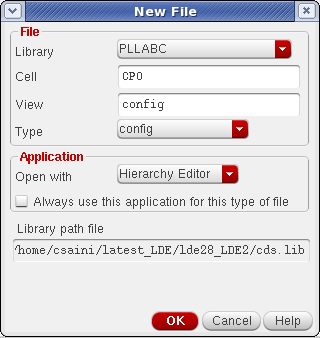 New File
File
Library PLLABC
Cell CP0
View config
Type config
Application
Open with Hierarchy Editor
Always use this application for this type of file
Library path file
/home/csaini/latest_LDE/lde28_LDE2/cds.lib
OK Cancel Help